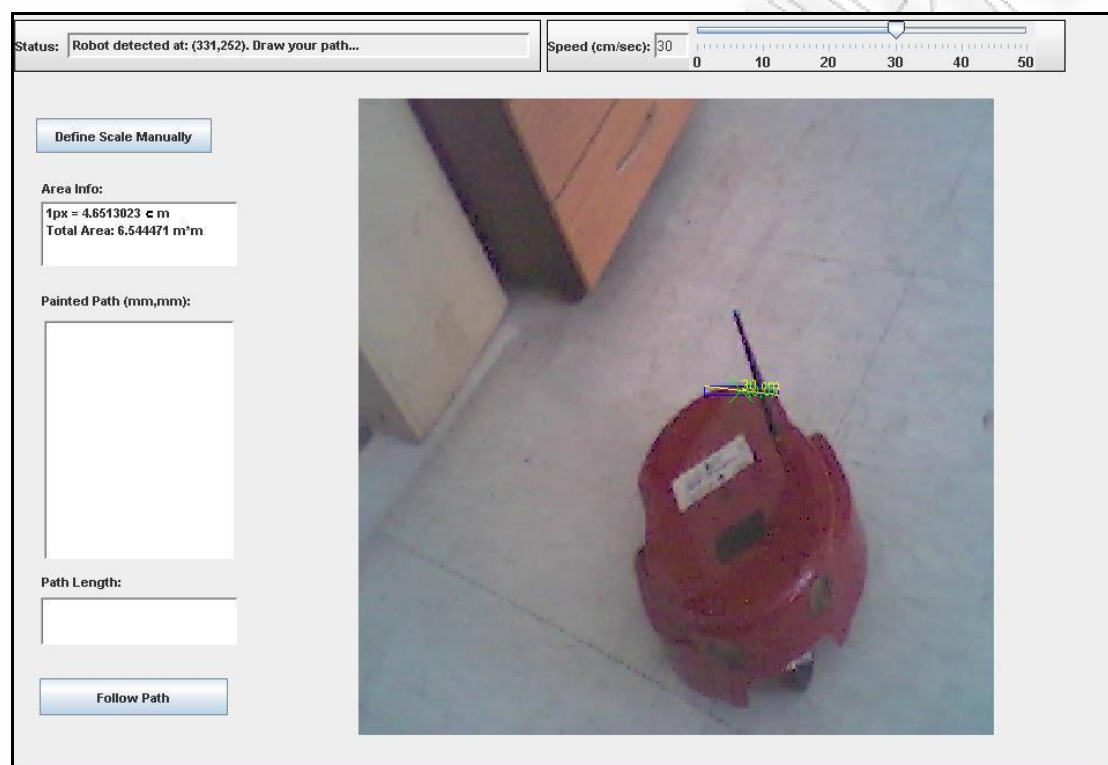 Status: Robot detected at: (331,252). Draw your path...
Speed (cm/sec): 30
0 10 20 30 40 50
Define Scale Manually
Area Info:
1px = 4.6513023 c m
Total Area: 6.544471 m*m
Painted Path (mm,mm):
30 cm
Path Length:
Follow Path